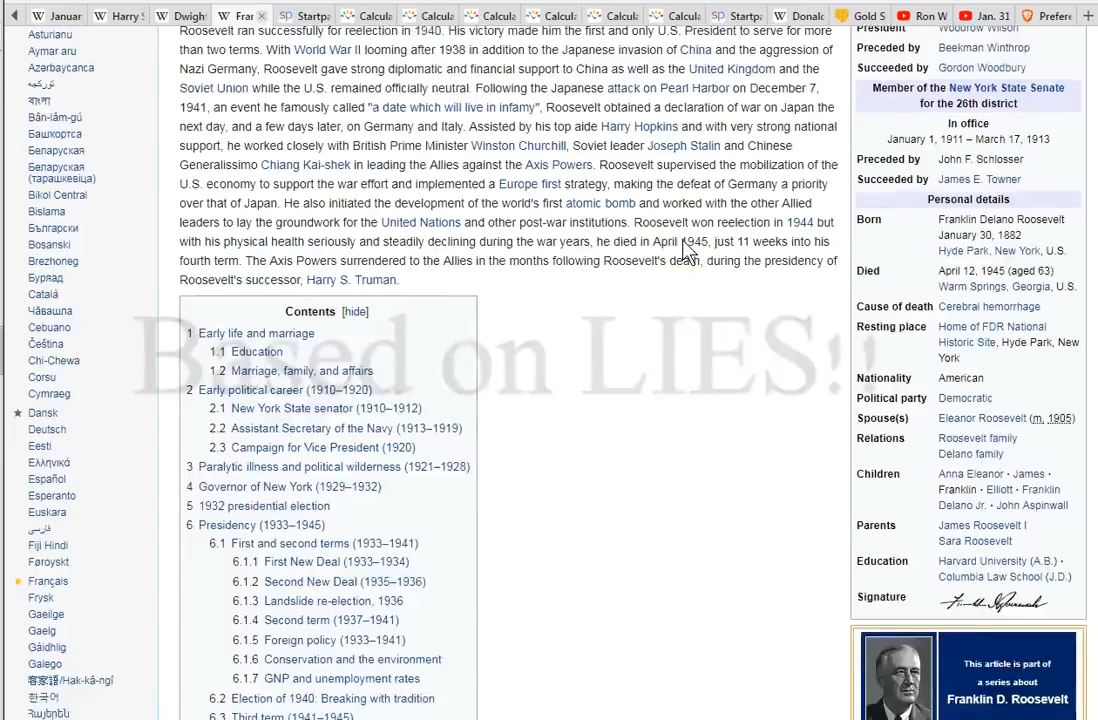 Januar
Harry S
Dwight
Fra
Startpa
Calcula
Calcula
Calcula
Calcula
Calcula
Calcula
Startpa
Donalc
Gold S
Ron W
Jan. 31
Prefere
Asturianu
Aymar aru
Azərbaycanca
تۆرکجه
বাংলা
Bân-lâm-gú
Башҡортса
Беларуская
Беларуская
(тарашкевіца)
Bikol Central
Bislama
Български
Bosanski
Brezhoneg
Буряад
Català
Чӑвашла
Cebuano
Čeština
Chi-Chewa
Corsu
Cymraeg
Dansk
Deutsch
Eesti
Ελληνικά
Español
Esperanto
Euskara
فارسی
Fiji Hindi
Føroyskt
Français
Frysk
Gaeilge
Gaelg
Gàidhlig
Galego
客家語/Hak-kâ-ngî
한국어
Հայերեն
Roosevelt ran successfully for reelection in 1940. His victory made him the first and only U.S. President to serve for more
than two terms. With World War II looming after 1938 in addition to the Japanese invasion of China and the aggression of
Nazi Germany, Roosevelt gave strong diplomatic and financial support to China as well as the United Kingdom and the
Soviet Union while the U.S. remained officially neutral. Following the Japanese attack on Pearl Harbor on December 7,
1941, an event he famously called "a date which will live in infamy", Roosevelt obtained a declaration of war on Japan the
next day, and a few days later, on Germany and Italy. Assisted by his top aide Harry Hopkins and with very strong national
support, he worked closely with British Prime Minister Winston Churchill, Soviet leader Joseph Stalin and Chinese
Generalissimo Chiang Kai-shek in leading the Allies against the Axis Powers. Roosevelt supervised the mobilization of the
U.S. economy to support the war effort and implemented a Europe first strategy, making the defeat of Germany a priority
over that of Japan. He also initiated the development of the world's first atomic bomb and worked with the other Allied
leaders to lay the groundwork for the United Nations and other post-war institutions. Roosevelt won reelection in 1944 but
with his physical health seriously and steadily declining during the war years, he died in April 1945, just 11 weeks into his
fourth term. The Axis Powers surrendered to the Allies in the months following Roosevelt's death, during the presidency of
Roosevelt's successor, Harry S. Truman.
Based on LIES!!
Contents [hide]
1 Early life and marriage
1.1 Education
1.2 Marriage, family, and affairs
2 Early political career (1910–1920)
2.1 New York State senator (1910–1912)
2.2 Assistant Secretary of the Navy (1913–1919)
2.3 Campaign for Vice President (1920)
3 Paralytic illness and political wilderness (1921–1928)
4 Governor of New York (1929–1932)
5 1932 presidential election
6 Presidency (1933–1945)
6.1 First and second terms (1933–1941)
6.1.1 First New Deal (1933–1934)
6.1.2 Second New Deal (1935–1936)
6.1.3 Landslide re-election, 1936
6.1.4 Second term (1937–1941)
6.1.5 Foreign policy (1933–1941)
6.1.6 Conservation and the environment
6.1.7 GNP and unemployment rates
6.2 Election of 1940: Breaking with tradition
6.3 Third term (1941–1945)
President Woodrow Wilson
Preceded by Beekman Winthrop
Succeeded by Gordon Woodbury
Member of the New York State Senate
for the 26th district
In office
January 1, 1911 – March 17, 1913
Preceded by John F. Schlosser
Succeeded by James E. Towner
Personal details
Born Franklin Delano Roosevelt
January 30, 1882
Hyde Park, New York, U.S.
Died April 12, 1945 (aged 63)
Warm Springs, Georgia, U.S.
Cause of death Cerebral hemorrhage
Resting place Home of FDR National
Historic Site, Hyde Park, New
York
Nationality American
Political party Democratic
Spouse(s) Eleanor Roosevelt (m. 1905)
Relations Roosevelt family
Delano family
Children Anna Eleanor · James ·
Franklin · Elliott · Franklin
Delano Jr. · John Aspinwall
Parents James Roosevelt I
Sara Roosevelt
Education Harvard University (A.B.) ·
Columbia Law School (J.D.)
Signature
This article is part of
a series about
Franklin D. Roosevelt